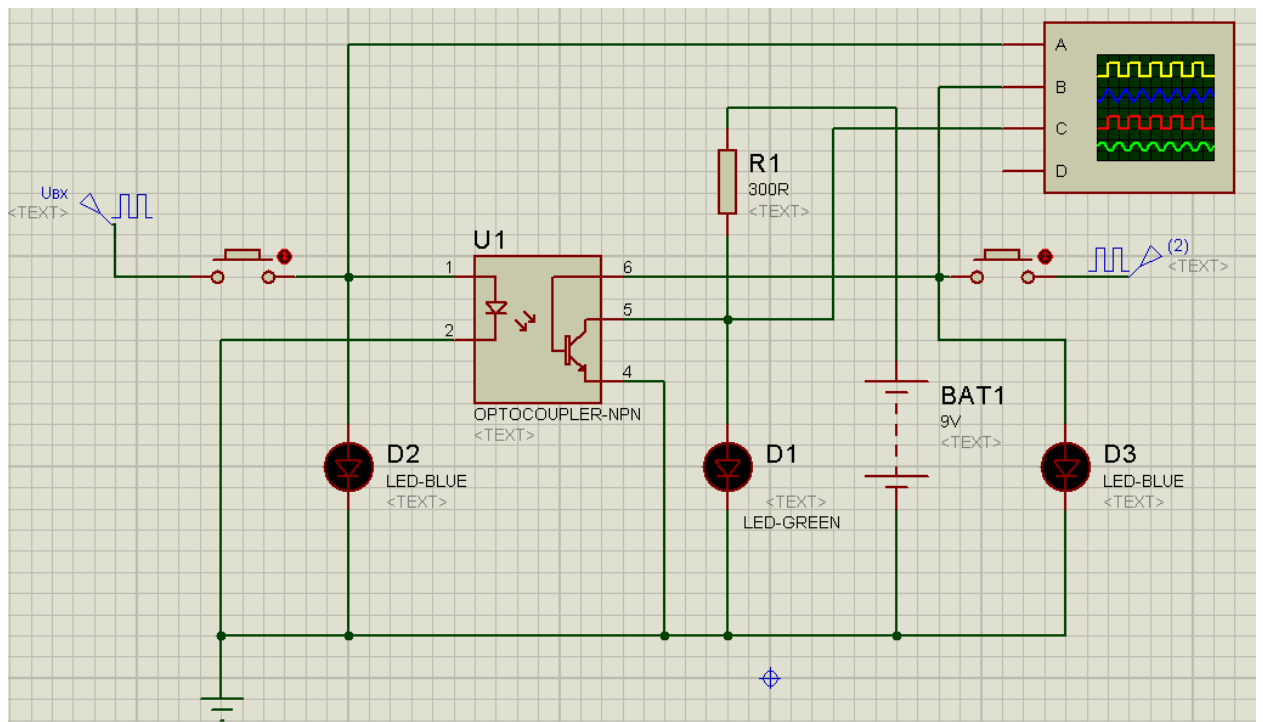 A
B
C
D
R1
300R
<TEXT>
Uвх
<TEXT>
(2)
<TEXT>
U1
1
2
6
5
4
OPTOCOUPLER-NPN
<TEXT>
BAT1
9V
<TEXT>
D2
LED-BLUE
<TEXT>
D1
<TEXT>
LED-GREEN
D3
LED-BLUE
<TEXT>